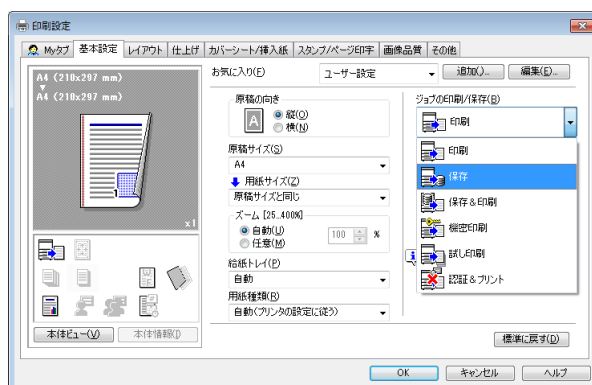 印刷設定
Myタブ 基本設定 レイアウト 仕上げ カバーシート/挿入紙 スタンプ/ページ印字 画像品質 その他
A4 (210x297 mm)
A4 (210x297 mm)
1
x1
本体ビュー(V) 本体情報(I)
お気に入り(F) ユーザー設定 追加(.)... 編集(E)...
原稿の向き
A
縦(O)
横(N)
原稿サイズ(S)
A4
用紙サイズ(Z)
原稿サイズと同じ
ズーム [25..400%]
自動(U)
任意(M)
100 %
給紙トレイ(P)
自動
用紙種類(R)
自動(プリンタの設定に従う)
ジョブの印刷/保存(B)
印刷
印刷
保存
保存 & 印刷
機密印刷
試し印刷
認証 & プリント
標準に戻す(D)
OK キャンセル ヘルプ